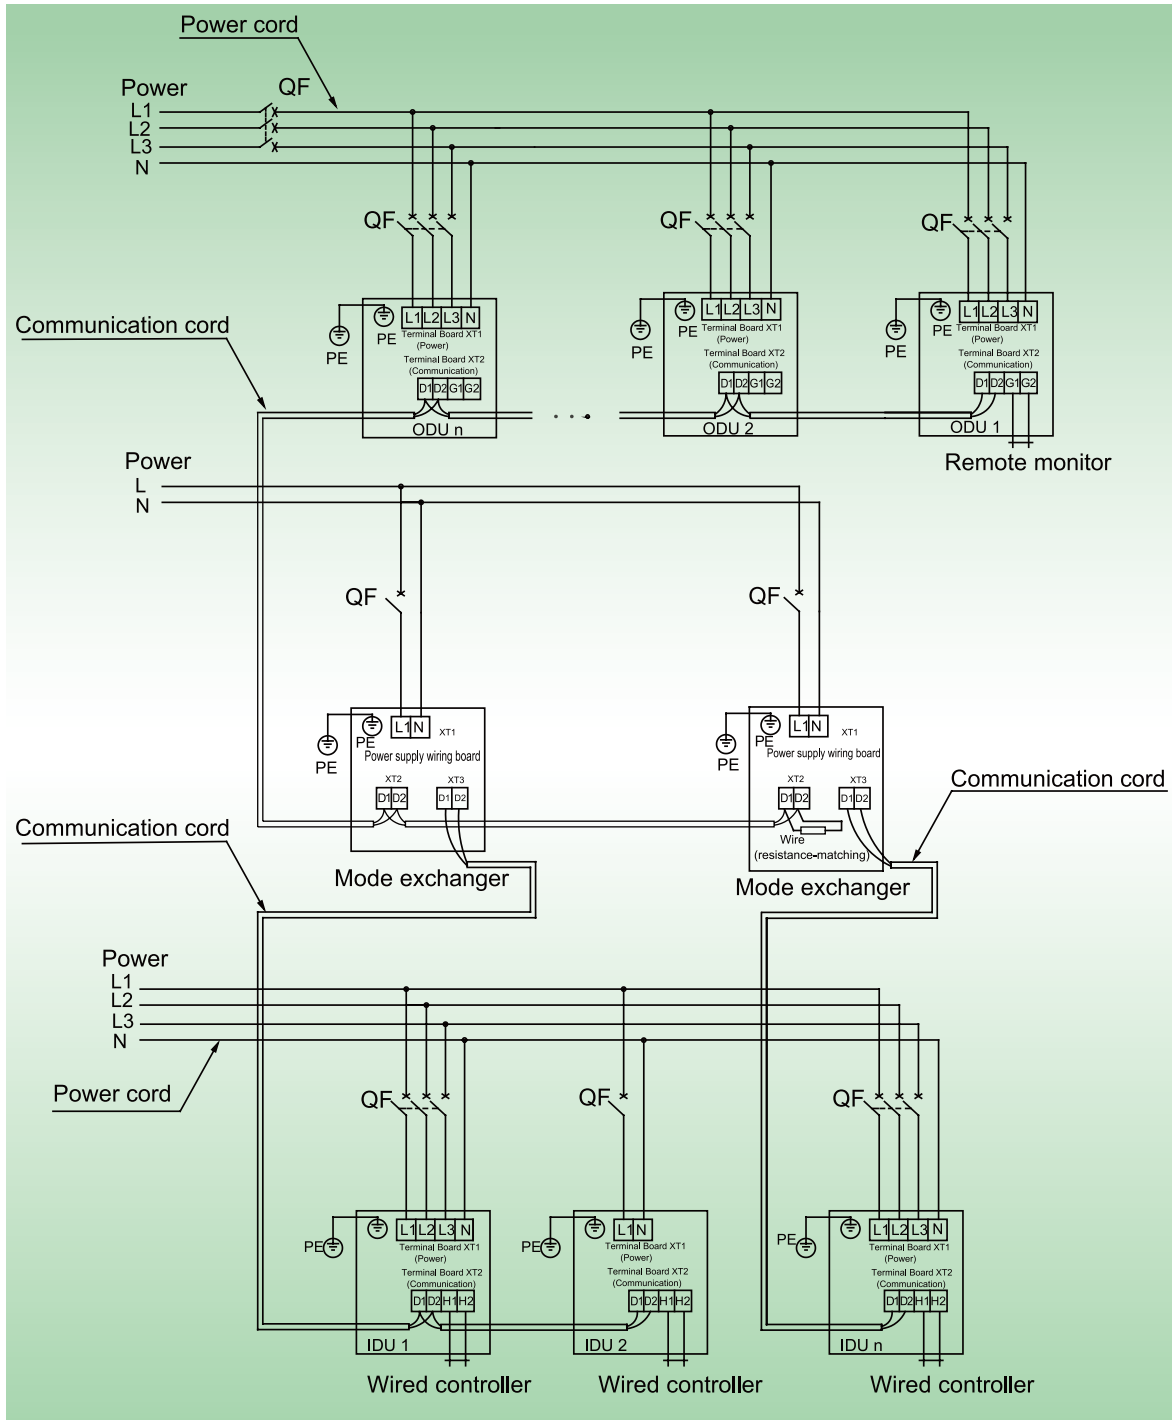 Power cord
Power
QF
L1
L2
L3
N
QF
QF
QF
L1 L2 L3 N
L1 L2 L3 N
L1 L2 L3 N
Communication cord
PE
PE
Terminal Board XT1
(Power)
Terminal Board XT2
(Communication)
D1 D2 G1 G2
ODU n
PE
PE
Terminal Board XT1
(Power)
Terminal Board XT2
(Communication)
D1 D2 G1 G2
ODU 2
PE
PE
Terminal Board XT1
(Power)
Terminal Board XT2
(Communication)
D1 D2 G1 G2
ODU 1
Remote monitor
Power
L
N
QF
QF
L1 N
XT1
PE
PE
Power supply wiring board
XT2
XT3
D1 D2
D1 D2
Mode exchanger
L1 N
XT1
PE
PE
Power supply wiring board
XT2
XT3
D1 D2
D1 D2
Wire
(resistance-matching)
Mode exchanger
Communication cord
Communication cord
Power
L1
L2
L3
N
Power cord
QF
QF
QF
L1 L2 L3 N
PE
Terminal Board XT1
(Power)
Terminal Board XT2
(Communication)
D1 D2 H1 H2
IDU 1
Wired controller
L1 N
PE
Terminal Board XT1
(Power)
Terminal Board XT2
(Communication)
D1 D2 H1 H2
IDU 2
Wired controller
L1 L2 L3 N
PE
Terminal Board XT1
(Power)
Terminal Board XT2
(Communication)
D1 D2 H1 H2
IDU n
Wired controller